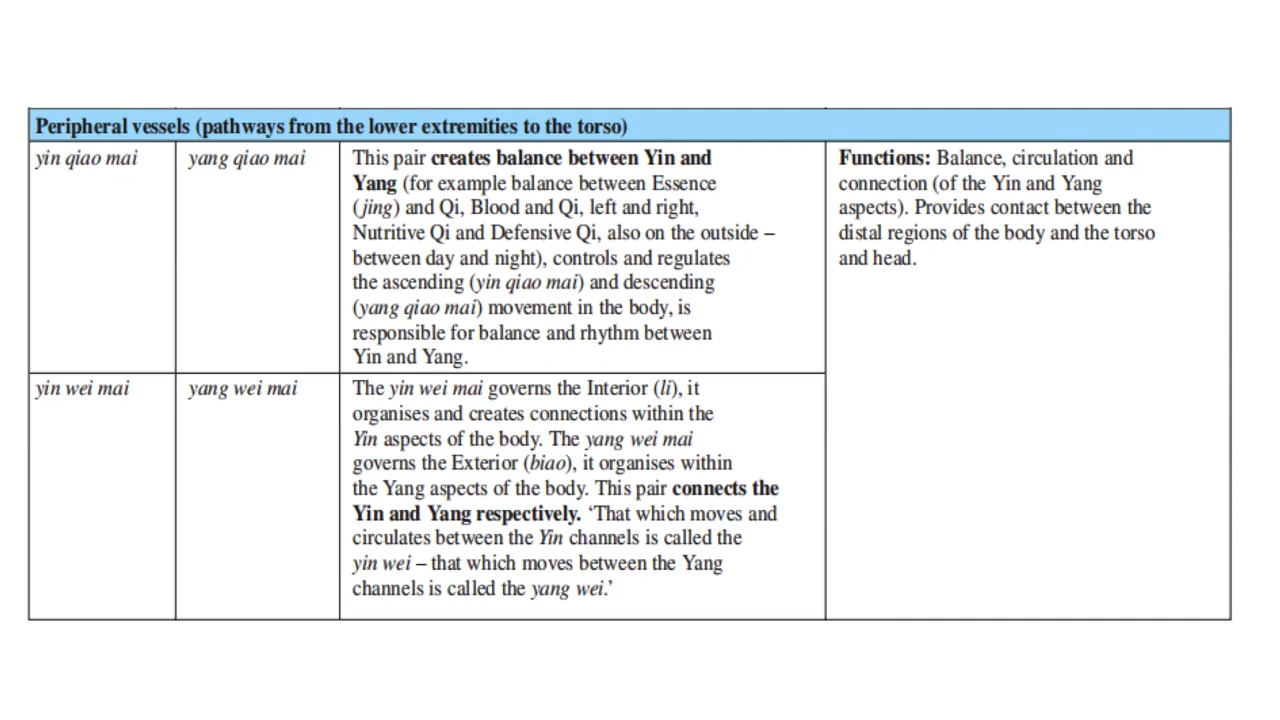 Peripheral vessels (pathways from the lower extremities to the torso)
yin qiao mai
yang qiao mai
This pair creates balance between Yin and
Yang (for example balance between Essence
(jing) and Qi, Blood and Qi, left and right,
Nutritive Qi and Defensive Qi, also on the outside –
between day and night), controls and regulates
the ascending (yin qiao mai) and descending
(yang qiao mai) movement in the body, is
responsible for balance and rhythm between
Yin and Yang.
Functions: Balance, circulation and
connection (of the Yin and Yang
aspects). Provides contact between the
distal regions of the body and the torso
and head.
yin wei mai
yang wei mai
The yin wei mai governs the Interior (li), it
organises and creates connections within the
Yin aspects of the body. The yang wei mai
governs the Exterior (biao), it organises within
the Yang aspects of the body. This pair connects the
Yin and Yang respectively. ‘That which moves and
circulates between the Yin channels is called the
yin wei – that which moves between the Yang
channels is called the yang wei.’